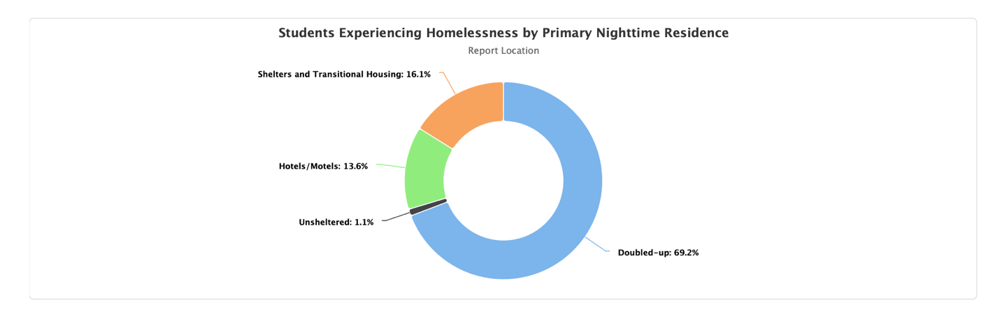 Students Experiencing Homelessness by Primary Nighttime Residence
Report Location
Shelters and Transitional Housing: 16.1%
Hotels/Motels: 13.6%
Unsheltered: 1.1%
Doubled-up: 69.2%